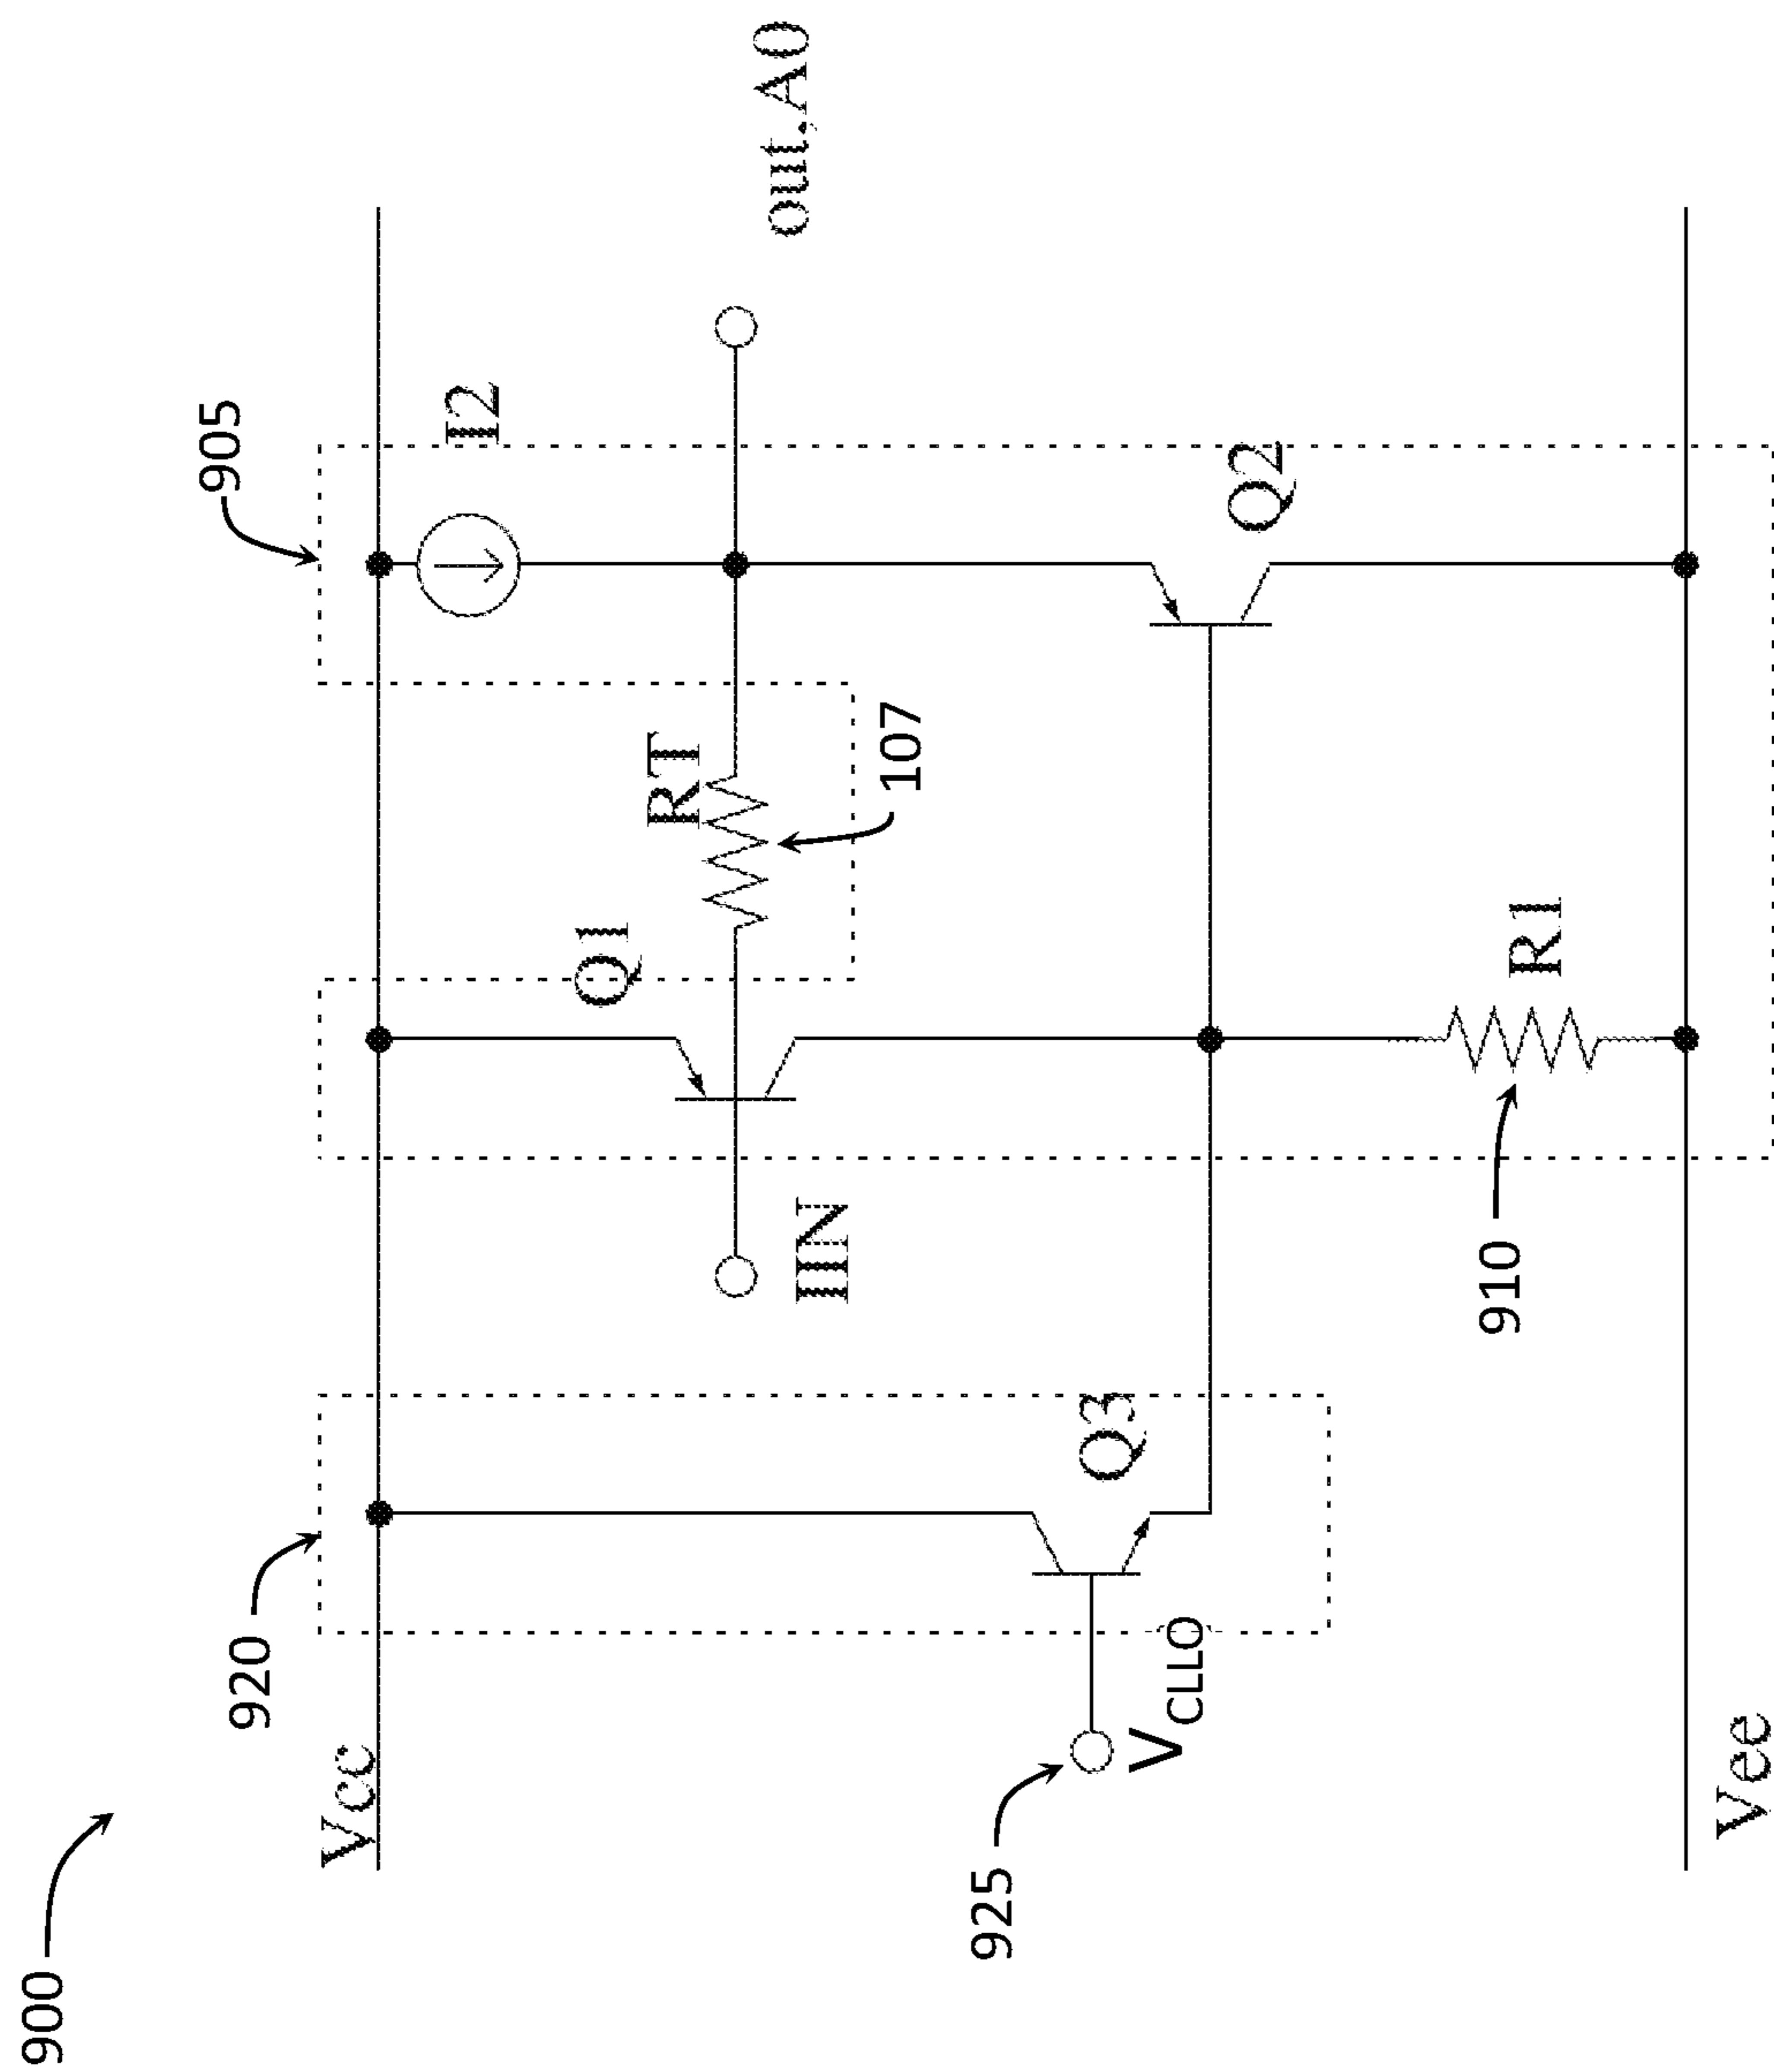 900
920
905
Vcc
I2
Q1
RT
out,A0
107
IIN
925
VCLLO
Q3
Q2
910
R1
Vee